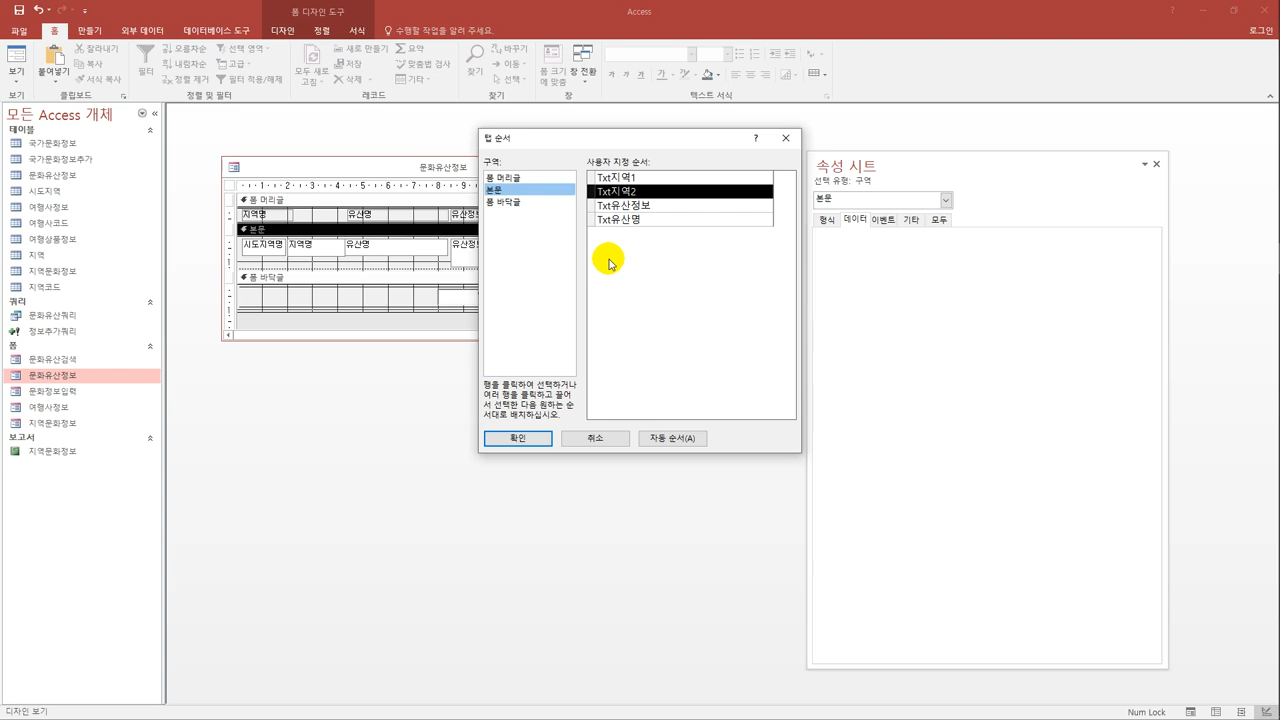 폼 디자인 도구
Access
파일
홈
만들기
외부 데이터
데이터베이스 도구
디자인
정렬
서식
수행할 작업을 알려 주세요.
로그인
보기
붙여넣기
잘라내기
복사
서식 복사
필터
오름차순
내림차순
정렬 제거
선택 영역
고급
필터 적용/해제
모두 새로
고침
새로 만들기
저장
삭제
요약
맞춤법 검사
기타
찾기
바꾸기
이동
선택
폼 크기
에 맞춤
창 전환
보기
클립보드
정렬 및 필터
레코드
찾기
창
텍스트 서식
모든 Access 개체
테이블
국가문화정보
국가문화정보추가
문화유산정보
시도지역
여행사정보
여행사코드
여행상품정보
지역
지역문화정보
지역코드
쿼리
문화유산쿼리
정보추가쿼리
폼
문화유산검색
문화유산정보
문화정보입력
여행사정보
지역문화정보
보고서
지역문화정보
문화유산정보
폼 머리글
지역명
유산명
유산정
본문
시도지역명
지역명
유산명
유산정
폼 바닥글
탭 순서
구역:
폼 머리글
본문
폼 바닥글
사용자 지정 순서:
Txt지역1
Txt지역2
Txt유산정보
Txt유산명
행을 클릭하여 선택하거나
여러 행을 클릭하고 끌어
서 선택한 다음 원하는 순
서대로 배치하십시오.
확인
취소
자동 순서(A)
속성 시트
선택 유형: 구역
본문
형식
데이터
이벤트
기타
모두
디자인 보기
Num Lock